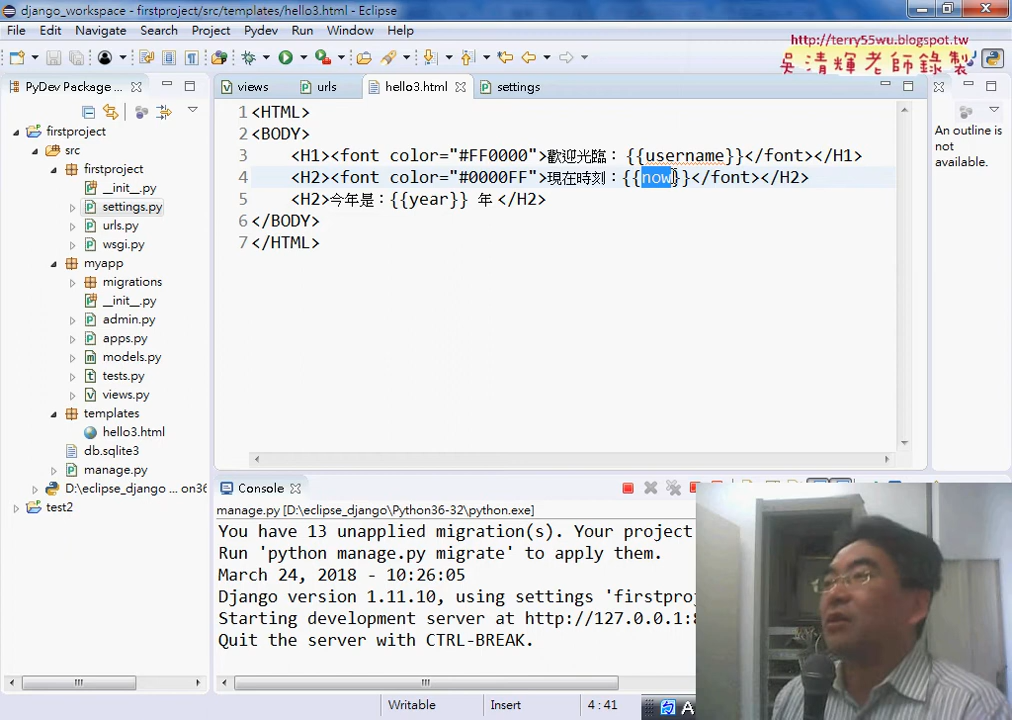 django_workspace - firstproject/src/templates/hello3.html - Eclipse
File Edit Navigate Search Project Pydev Run Window Help
http://terry55wu.blogspot.tw
吳清輝老師錄製
PyDev Package ...
views urls hello3.html settings
firstproject
src
firstproject
__init__.py
settings.py
urls.py
wsgi.py
myapp
migrations
__init__.py
admin.py
apps.py
models.py
tests.py
views.py
templates
hello3.html
db.sqlite3
manage.py
D:\eclipse_django ... on36
test2
1 <HTML>
2 <BODY>
3 <H1><font color="#FF0000">歡迎光臨：{{username}}</font></H1>
4 <H2><font color="#0000FF">現在時刻：{{now}}</font></H2>
5 <H2>今年是：{{year}} 年 </H2>
6 </BODY>
7 </HTML>
An outline is
not
available.
Console
manage.py [D:\eclipse_django\Python36-32\python.exe]
You have 13 unapplied migration(s). Your project
Run 'python manage.py migrate' to apply them.
March 24, 2018 - 10:26:05
Django version 1.11.10, using settings 'firstproj
Starting development server at http://127.0.0.1:8
Quit the server with CTRL-BREAK.
Writable Insert 4 : 41
A